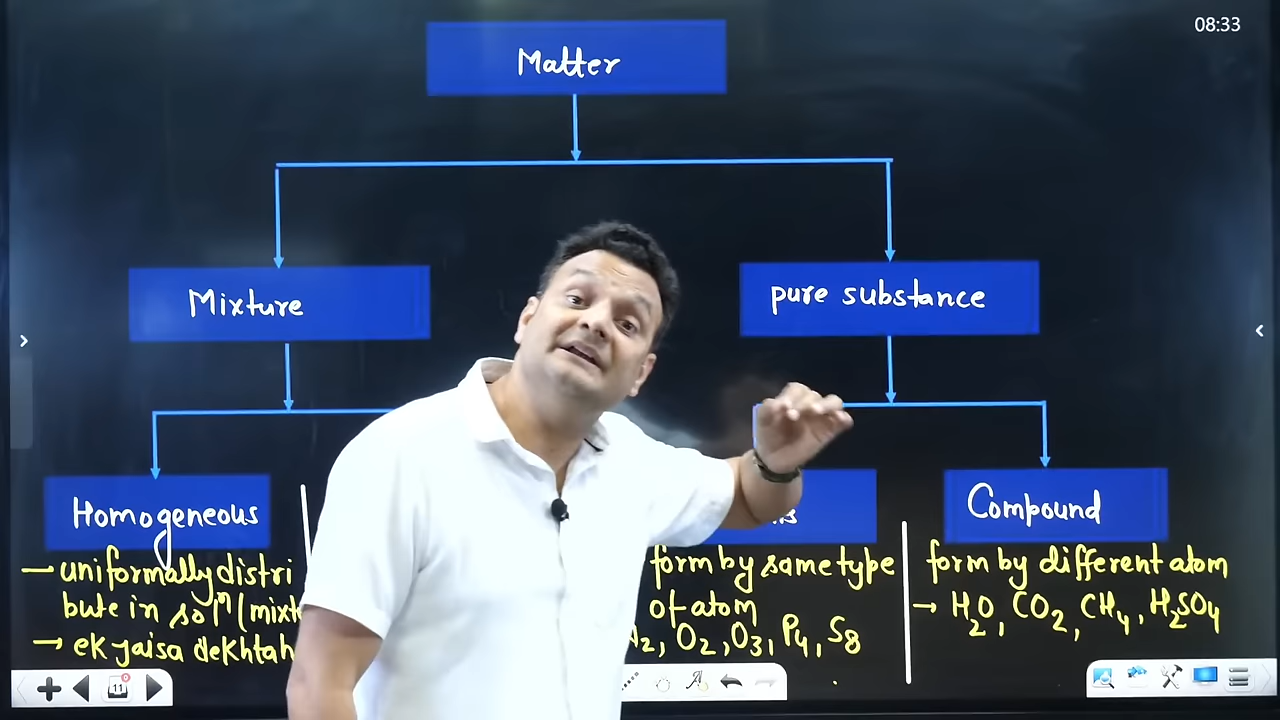 08:33
Matter
Mixture
pure substance
Homogeneous
Compound
— uniformally distri
bute in solⁿ (mixt
→ ek jaisa dekhtah
form by same type
of atom
O₂, O₃, P₄, S₈
form by different atom
→ H₂O, CO₂, CH₄, H₂SO₄
11